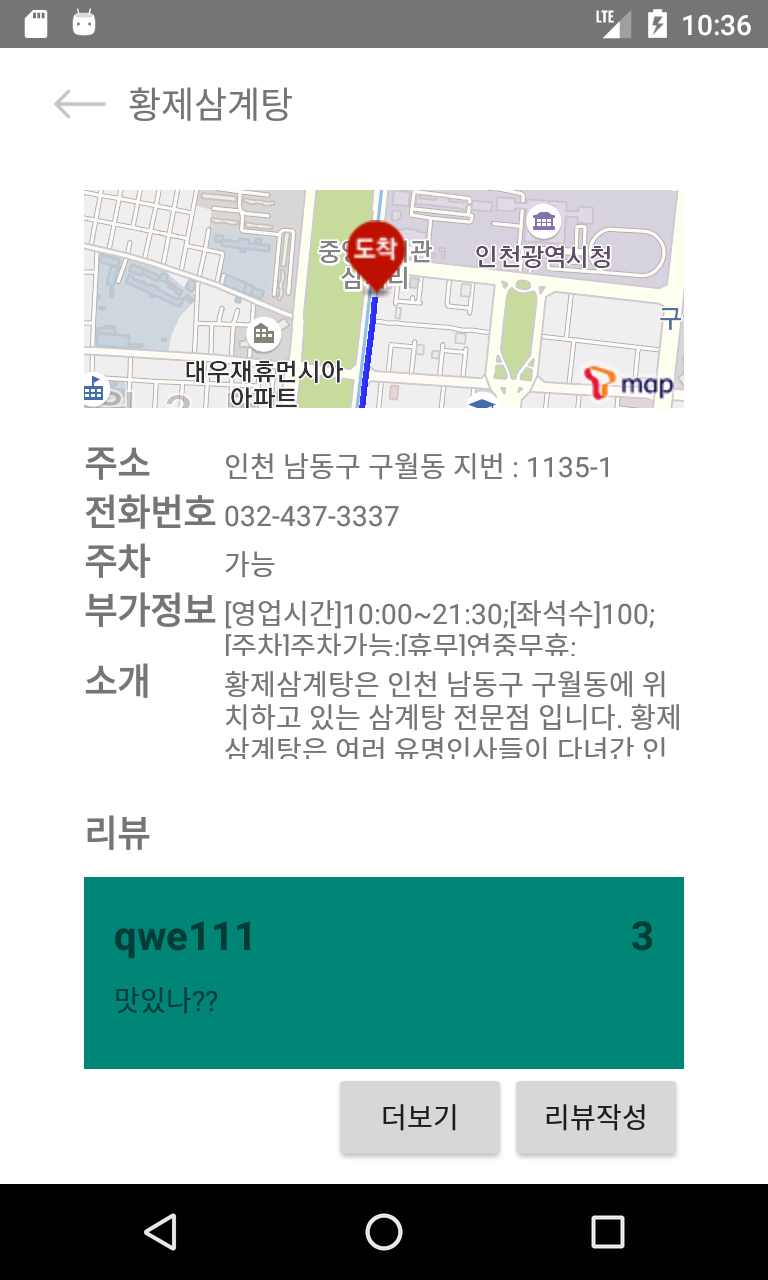 LTE 10:36
황제삼계탕
도착
인천광역시청
구
대우재휴먼시아
아파트
T map
주소 인천 남동구 구월동 지번 : 1135-1
전화번호 032-437-3337
주차 가능
부가정보 [영업시간]10:00~21:30;[좌석수]100;
[주차]주차가능;[휴무]연중무휴;
소개 황제삼계탕은 인천 남동구 구월동에 위
치하고 있는 삼계탕 전문점 입니다. 황제
삼계탕은 여러 유명인사들이 다녀간 인
리뷰
qwe111 3
맛있나??
더보기 리뷰작성